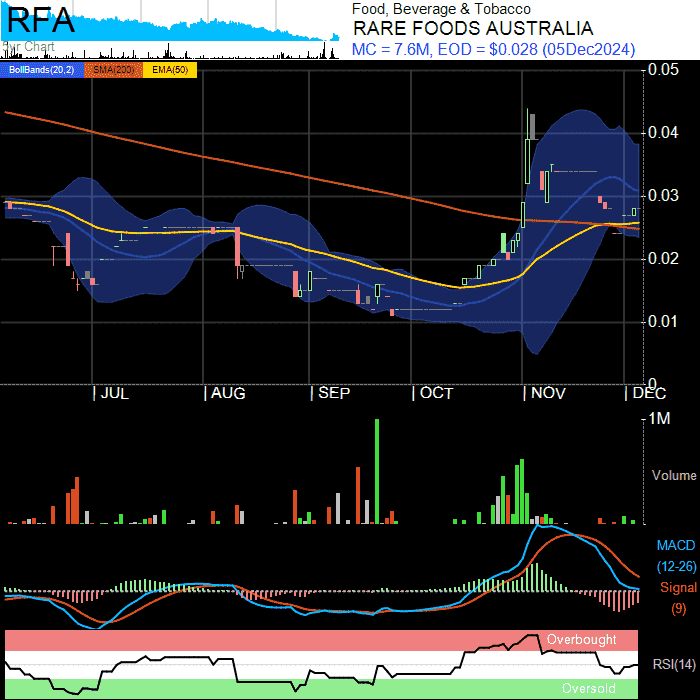 RFA
5yr Chart
Food, Beverage & Tobacco
RARE FOODS AUSTRALIA
MC = 7.6M, EOD = $0.028 (05Dec2024)
BollBands(20,2) SMA(200) EMA(50)
0.05
0.04
0.03
0.02
0.01
0
JUL AUG SEP OCT NOV DEC
1M
Volume
MACD
(12-26)
Signal
(9)
Overbought
RSI(14)
Oversold